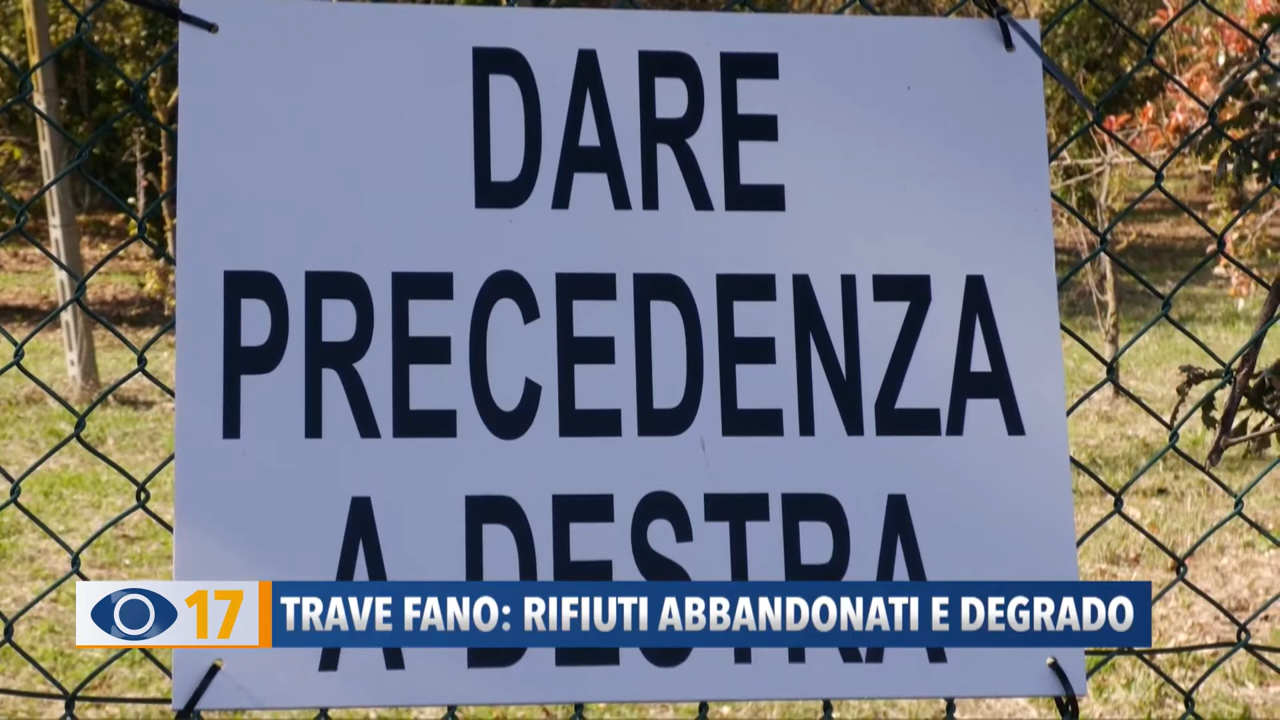 DARE
PRECEDENZA
A DESTRA
17 TRAVE FANO: RIFIUTI ABBANDONATI E DEGRADO